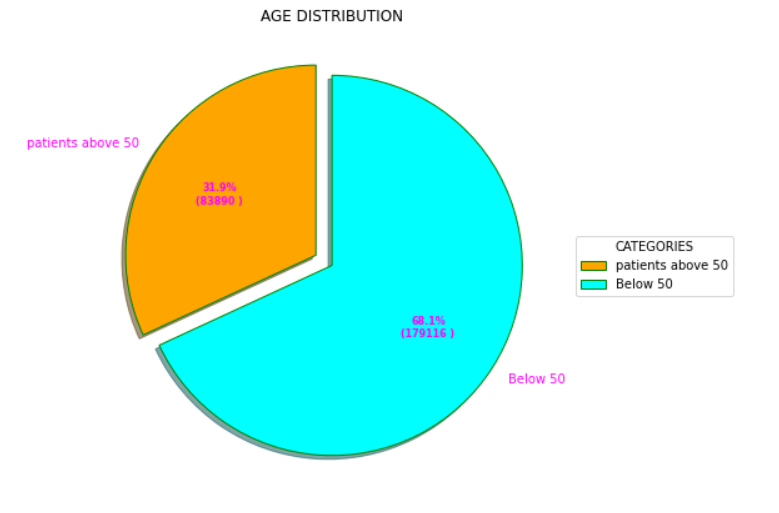 AGE DISTRIBUTION
patients above 50
31.9%
(83890 )
68.1%
(179116 )
Below 50
CATEGORIES
patients above 50
Below 50